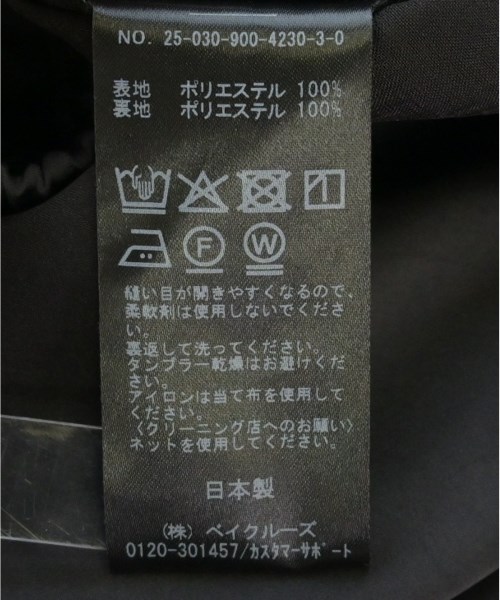 NO. 25-030-900-4230-3-0
表地 ポリエステル 100%
裏地 ポリエステル 100%
F
W
縫い目が開きやすくなるので、
柔軟剤は使用しないでくださ
い。
裏返して洗ってください。
タンブラー乾燥はお避けくだ
さい。
アイロンは当て布を使用して
ください。
〈クリーニング店へのお願い〉
ネットを使用してください。
日本製
(株) ベイクルーズ
0120-301457/カスタマーサポート